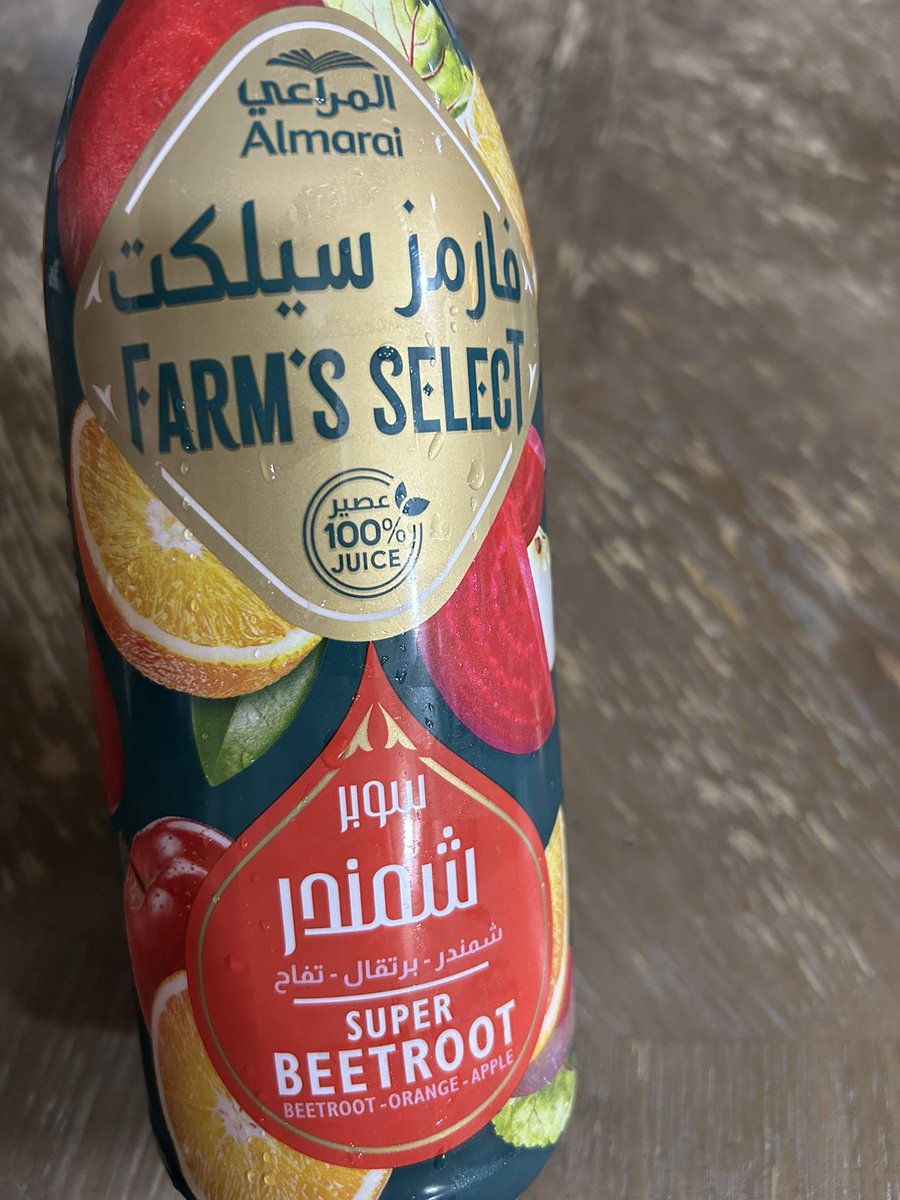 المراعي
Almarai
فارمز سيلكت
FARM'S SELECT
عصير
100%
JUICE
سوبر
شمندر
شمندر - برتقال - تفاح
SUPER
BEETROOT
BEETROOT - ORANGE - APPLE